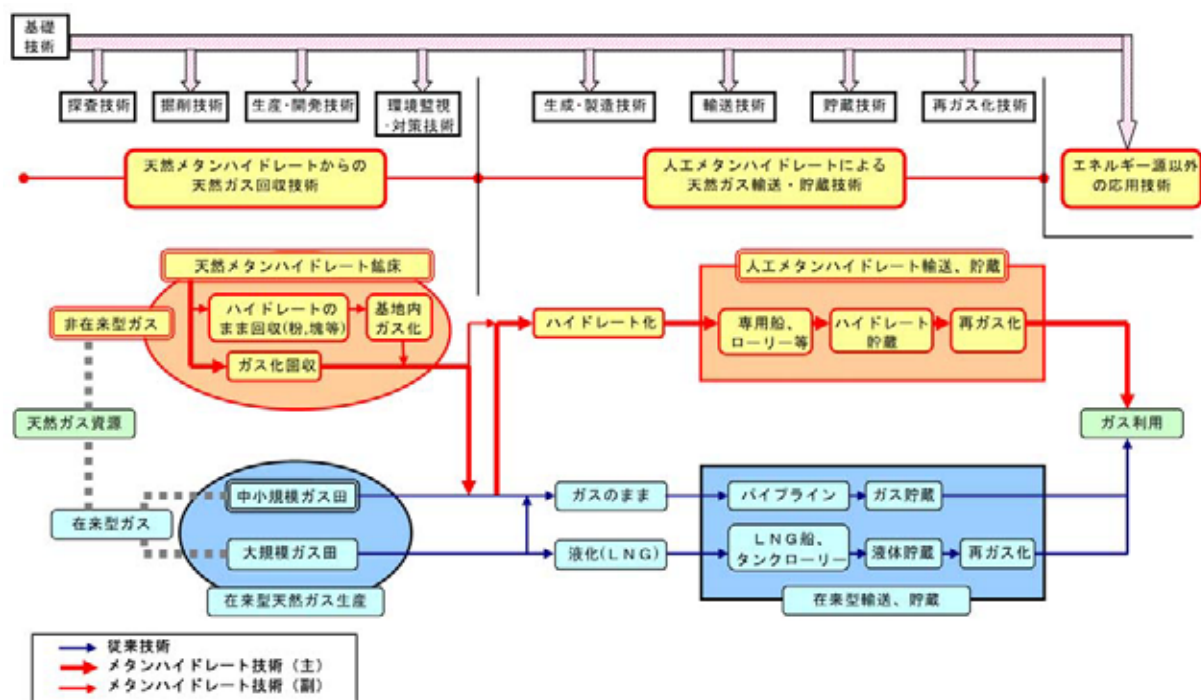 基礎
技術
探査技術
掘削技術
生産・開発技術
環境監視
・対策技術
生成・製造技術
輸送技術
貯蔵技術
再ガス化技術
天然メタンハイドレートからの
天然ガス回収技術
人工メタンハイドレートによる
天然ガス輸送・貯蔵技術
エネルギー源以外
の応用技術
天然メタンハイドレート鉱床
人工メタンハイドレート輸送、貯蔵
非在来型ガス
ハイドレートの
まま回収(粉,塊等)
基地内
ガス化
ガス化回収
ハイドレート化
専用船、
ローリー等
ハイドレート
貯蔵
再ガス化
天然ガス資源
ガス利用
在来型ガス
中小規模ガス田
大規模ガス田
在来型天然ガス生産
ガスのまま
液化(LNG)
パイプライン
ガス貯蔵
LNG船、
タンクローリー
液体貯蔵
再ガス化
在来型輸送、貯蔵
従来技術
メタンハイドレート技術(主)
メタンハイドレート技術(副)